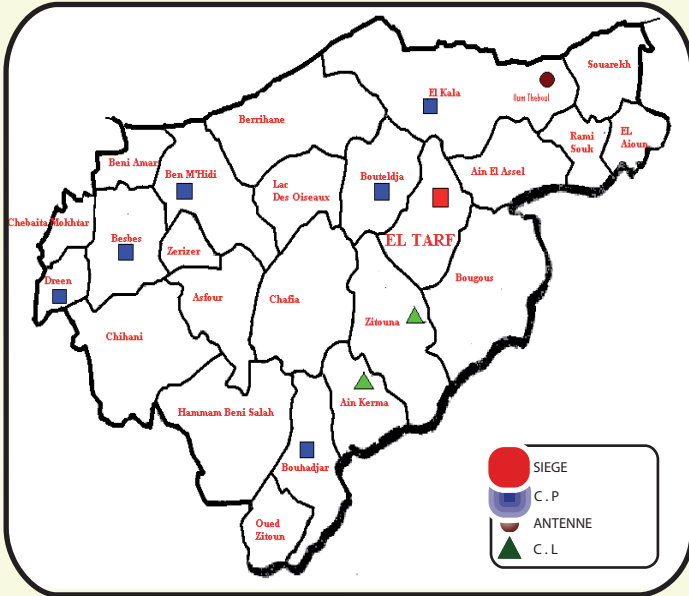 Souarekh
El Kala
Oum Theboul
Berrihane
Rami
Souk
EL
Aioun
Beni Amar
Ben M'Hidi
Lac
Des Oiseaux
Bouteldja
Ain El Assel
Chebaita Mokhtar
Besbes
Zerizer
EL TARF
Dreen
Asfour
Chafia
Bougous
Zitouna
Chihani
Hammam Beni Salah
Ain Kerma
Bouhadjar
Oued
Zitoun
SIEGE
C . P
ANTENNE
C . L